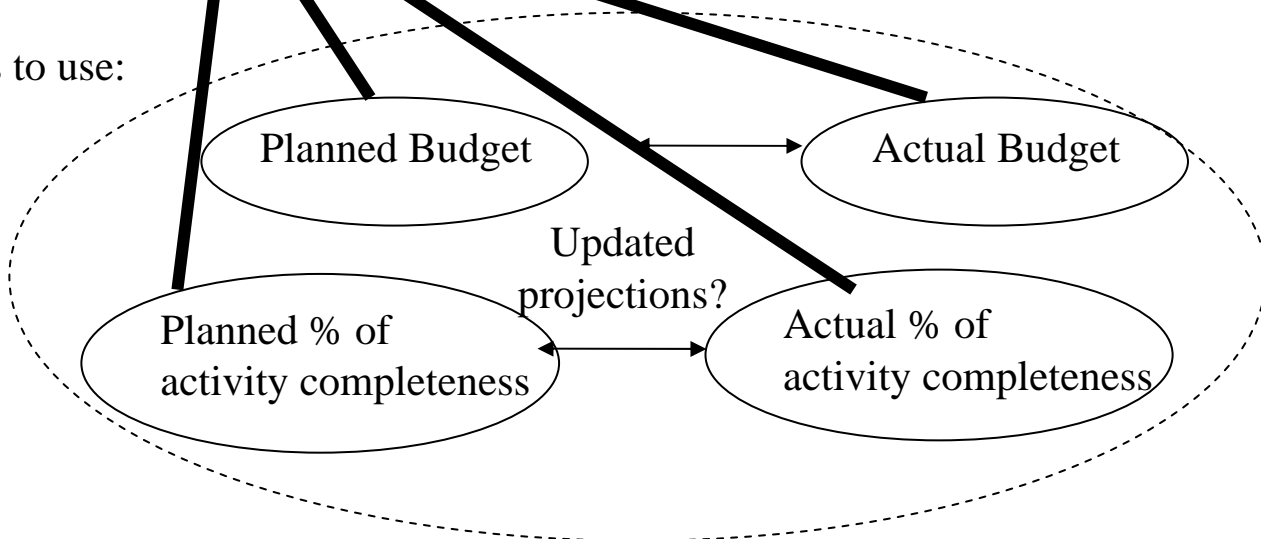 to use:
Planned Budget
Actual Budget
Updated
projections?
Planned % of
activity completeness
Actual % of
activity completeness